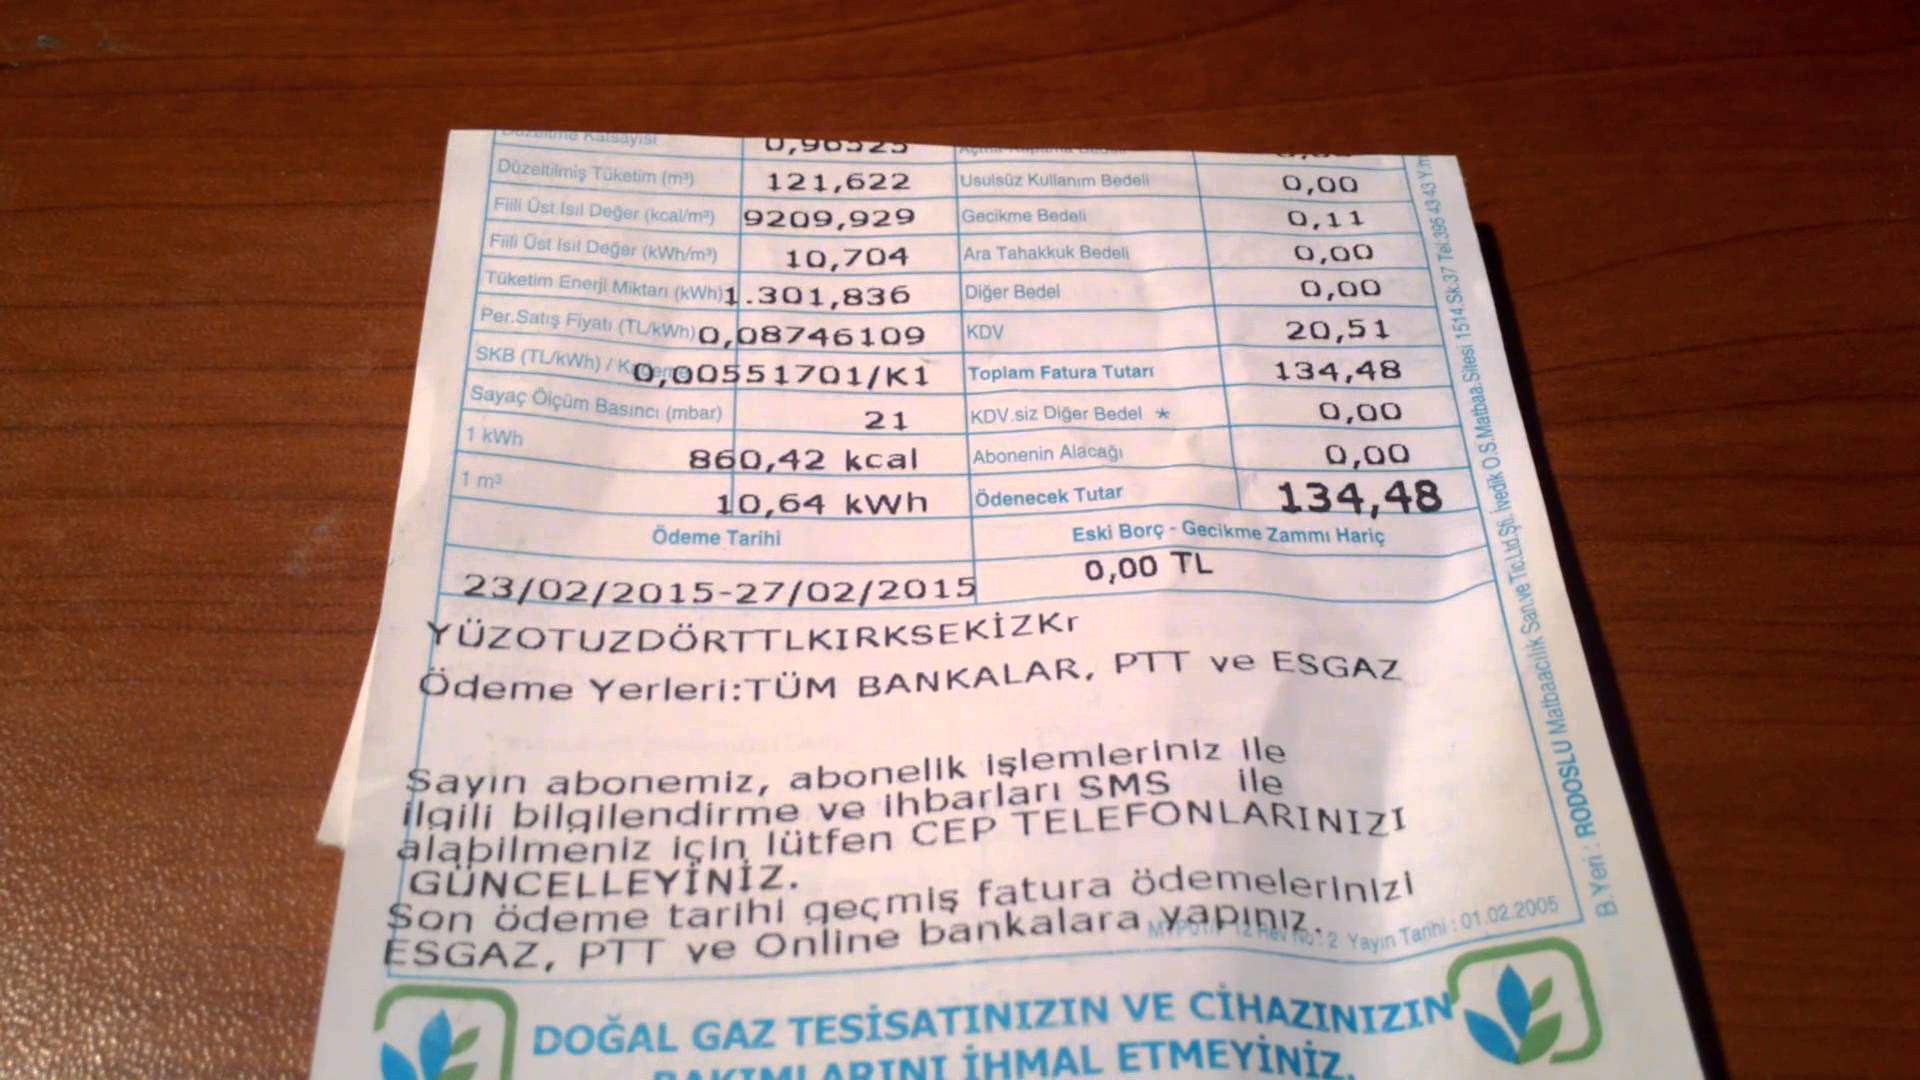 Düzeltme Katsayısı 0,96525
Düzeltilmiş Tüketim (m³) 121,622 Usulsüz Kullanım Bedeli 0,00
Fiili Üst Isıl Değer (kcal/m³) 9209,929 Gecikme Bedeli 0,11
Fiili Üst Isıl Değer (kWh/m³) 10,704 Ara Tahakkuk Bedeli 0,00
Tüketim Enerji Miktarı (kWh) 1.301,836 Diğer Bedel 0,00
Per.Satış Fiyatı (TL/kWh) 0,08746109 KDV 20,51
SKB (TL/kWh) / 0,00551701/K1 Toplam Fatura Tutarı 134,48
Sayaç Ölçüm Basıncı (mbar) 21 KDV.siz Diğer Bedel * 0,00
1 kWh 860,42 kcal Abonenin Alacağı 0,00
1 m³ 10,64 kWh Ödenecek Tutar 134,48
Ödeme Tarihi Eski Borç - Gecikme Zammı Hariç
23/02/2015-27/02/2015 0,00 TL
YÜZOTUZDÖRTTLKIRKSEKİZKr
Ödeme Yerleri:TÜM BANKALAR, PTT ve ESGAZ
Sayın abonemiz, abonelik işlemleriniz ile
ilgili bilgilendirme ve ihbarları SMS ile
alabilmeniz için lütfen CEP TELEFONLARINIZI
GÜNCELLEYİNİZ.
Son ödeme tarihi geçmiş fatura ödemelerinizi
ESGAZ, PTT ve Online bankalara yapınız.
Rev No: 2 Yayın Tarihi : 01.02.2005
B.Yeri : RODOSLU Matbaacılık San.ve Tic.Ltd.Şti. İvedik O.S.Matbaa.Sitesi 1514.Sk.37 Tel:395 43 43
DOĞAL GAZ TESİSATINIZIN VE CİHAZINIZIN
BAKIMLARINI İHMAL ETMEYİNİZ.